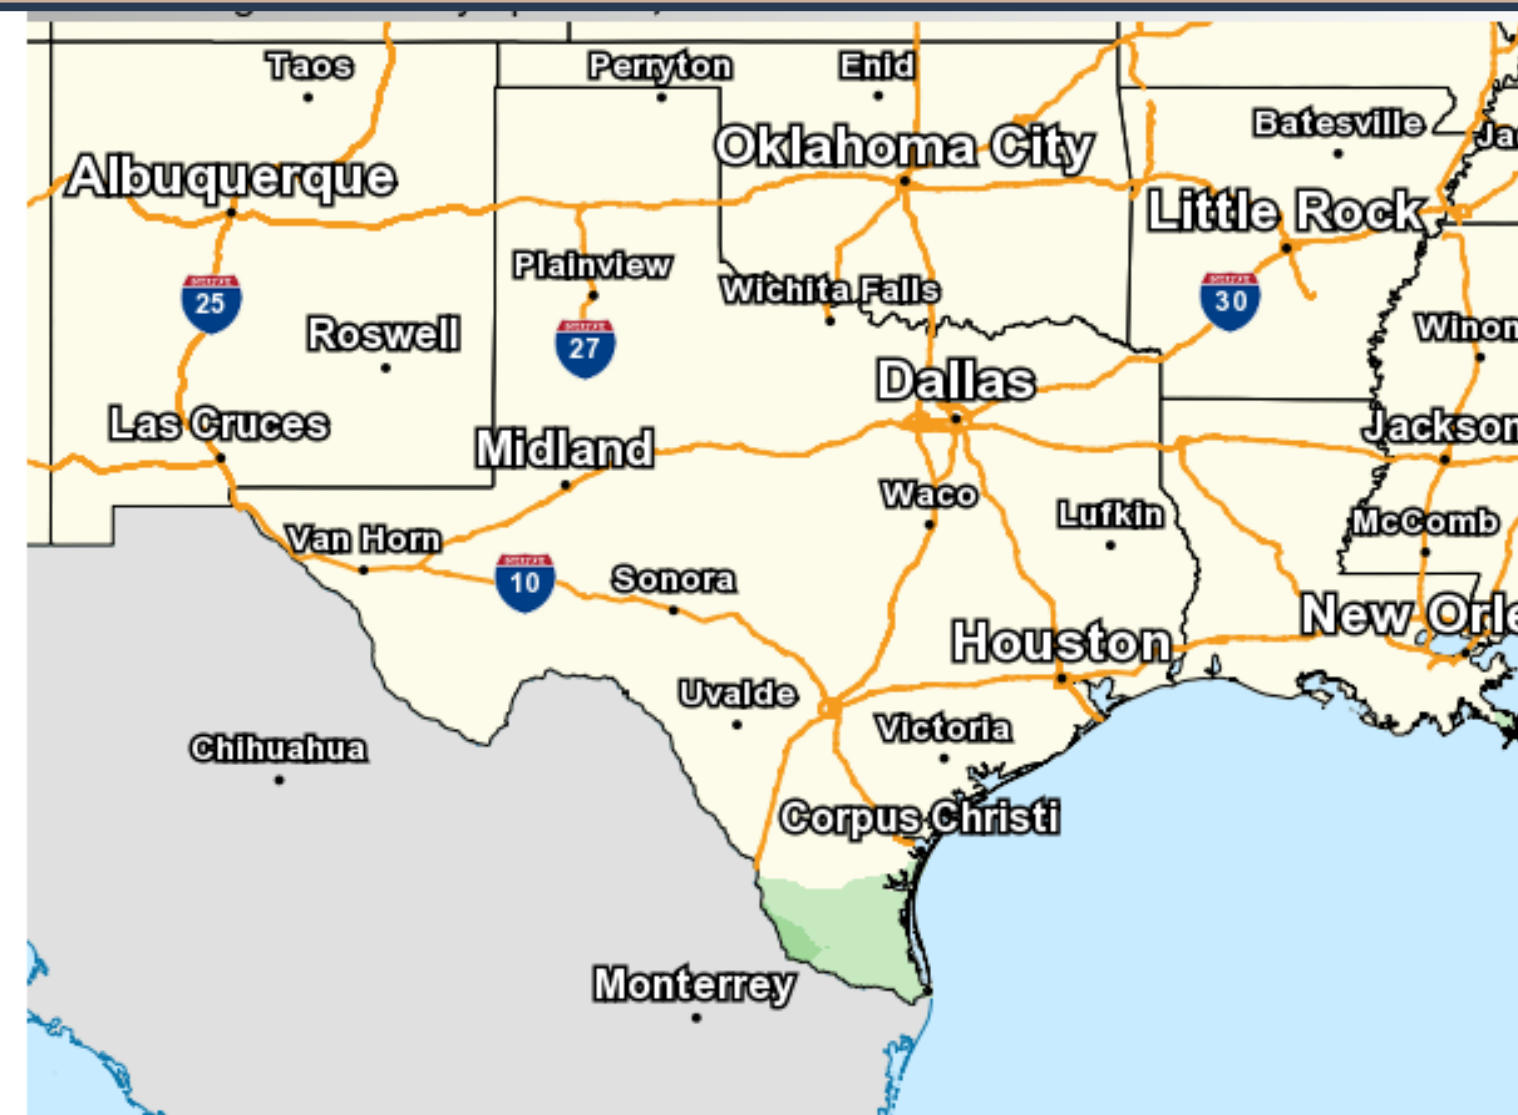 Taos
Perryton
Enid
Batesville
Oklahoma City
Albuquerque
Little Rock
Plainview
Wichita Falls
25
30
Roswell
27
Dallas
Las Cruces
Midland
Jackson
Waco
Lufkin
McComb
Van Horn
10
Sonora
Houston
Uvalde
Victoria
Chihuahua
Corpus Christi
Monterrey
New